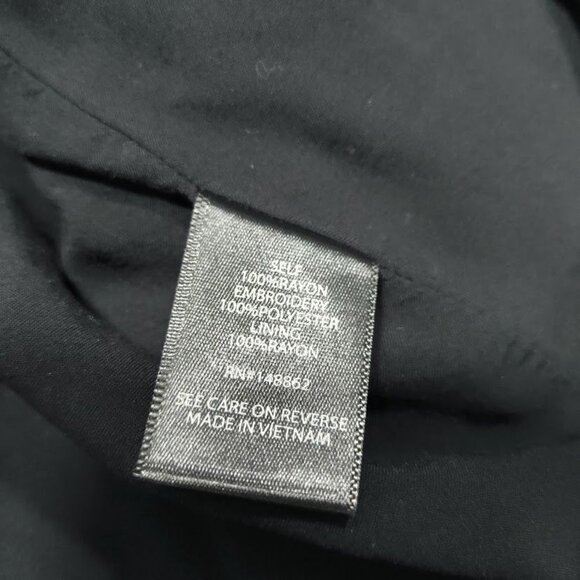 SELF
100%RAYON
EMBROIDERY
100%POLYESTER
LINING
100%RAYON
RN#148862
SEE CARE ON REVERSE
MADE IN VIETNAM